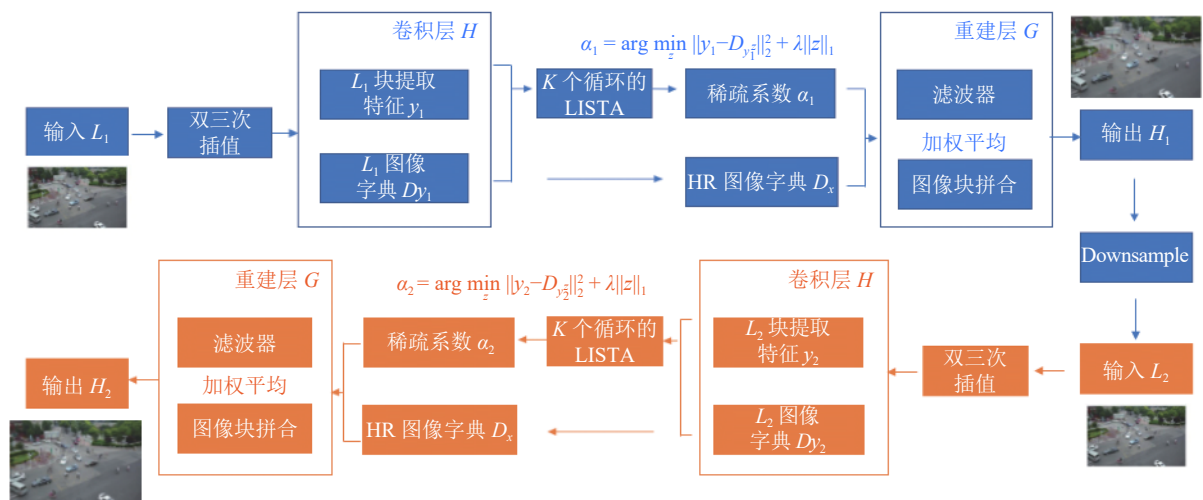 卷积层 H
α₁ = arg min ||y₁−D_{y₁}z||₂² + λ||z||₁
z
重建层 G
L₁ 块提取
特征 y₁
K 个循环的
LISTA
稀疏系数 α₁
滤波器
输入 L₁
双三次
插值
加权平均
输出 H₁
L₁ 图像
字典 Dy₁
HR 图像字典 Dₓ
图像块拼合
Downsample
重建层 G
α₂ = arg min ||y₂−D_{y₂}z||₂² + λ||z||₁
z
卷积层 H
滤波器
稀疏系数 α₂
K 个循环的
LISTA
L₂ 块提取
特征 y₂
输出 H₂
加权平均
双三次
插值
输入 L₂
图像块拼合
HR 图像字典 Dₓ
L₂ 图像
字典 Dy₂